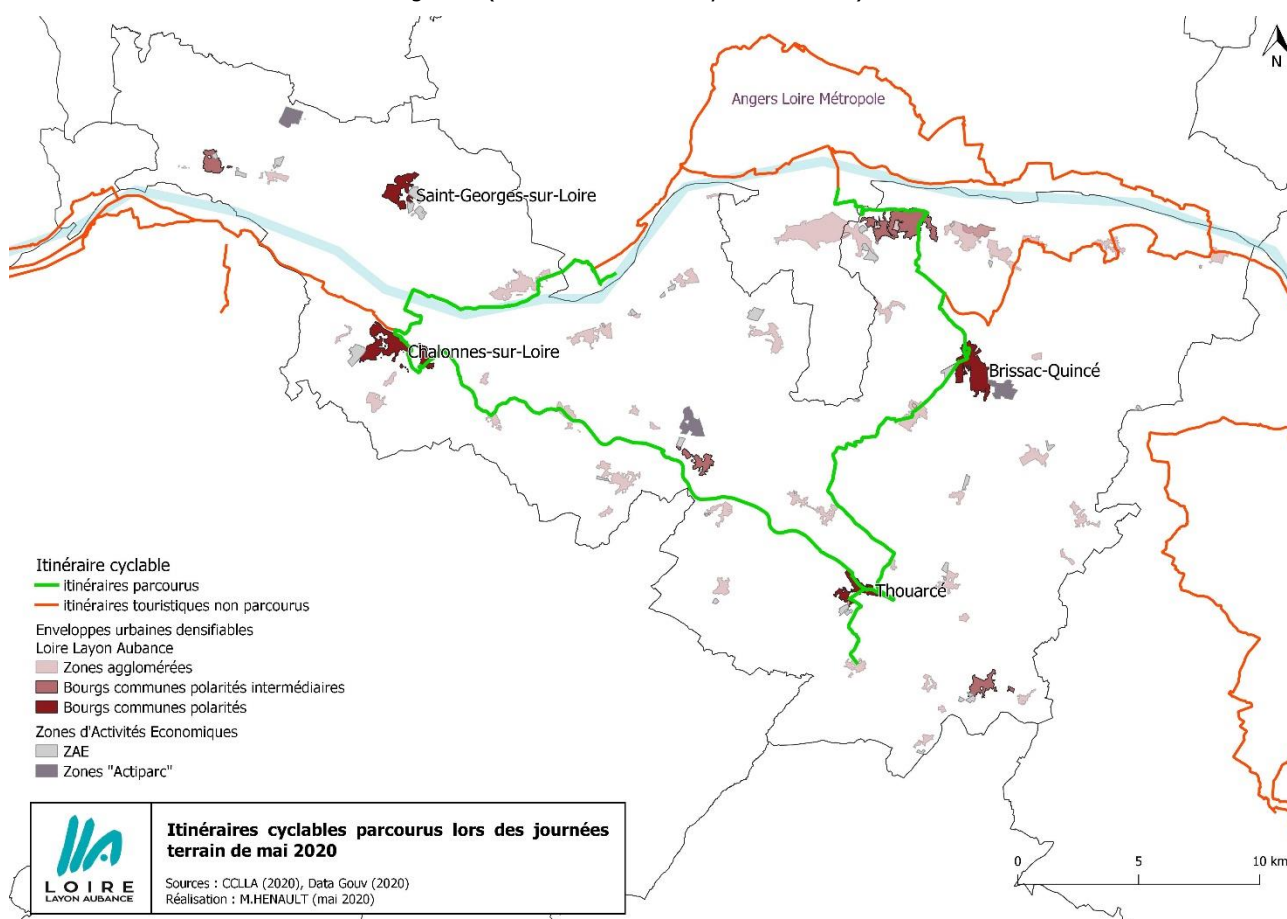 Angers Loire Métropole
N
Saint-Georges-sur-Loire
Chalonnes-sur-Loire
Brissac-Quincé
Thouarcé
Itinéraire cyclable
itinéraires parcourus
itinéraires touristiques non parcourus
Enveloppes urbaines densifiables
Loire Layon Aubance
Zones agglomérées
Bourgs communes polarités intermédiaires
Bourgs communes polarités
Zones d'Activités Economiques
ZAE
Zones "Actiparc"
LOIRE
LAYON AUBANCE
Itinéraires cyclables parcourus lors des journées
terrain de mai 2020
Sources : CCLLA (2020), Data Gouv (2020)
Réalisation : M.HENAULT (mai 2020)
0 5 10 km